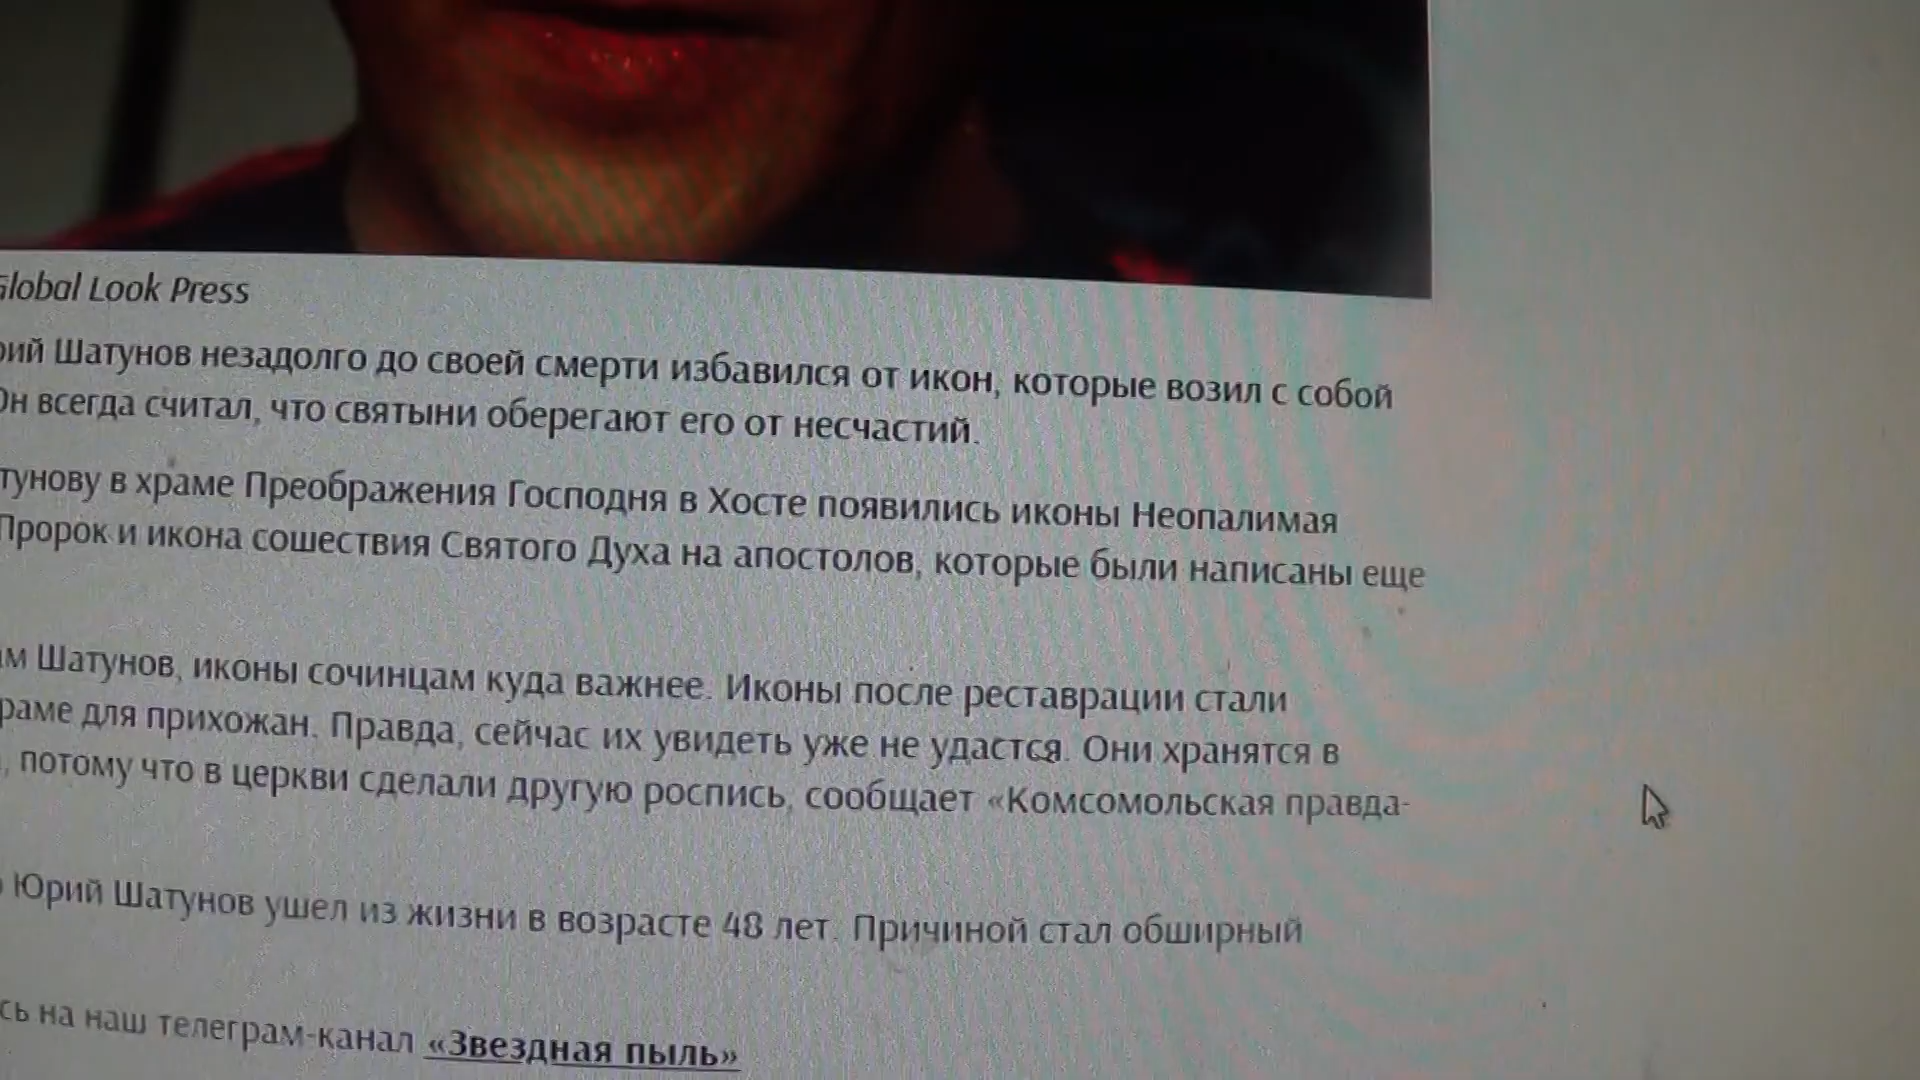 Global Look Press
рий Шатунов незадолго до своей смерти избавился от икон, которые возил с собой
Он всегда считал, что святыни оберегают его от несчастий.
тунову в храме Преображения Господня в Хосте появились иконы Неопалимая
Пророк и икона сошествия Святого Духа на апостолов, которые были написаны еще
ам Шатунов, иконы сочинцам куда важнее. Иконы после реставрации стали
раме для прихожан. Правда, сейчас их увидеть уже не удастся. Они хранятся в
, потому что в церкви сделали другую роспись, сообщает «Комсомольская правда-
Юрий Шатунов ушел из жизни в возрасте 48 лет. Причиной стал обширный
сь на наш телеграм-канал «Звездная пыль»